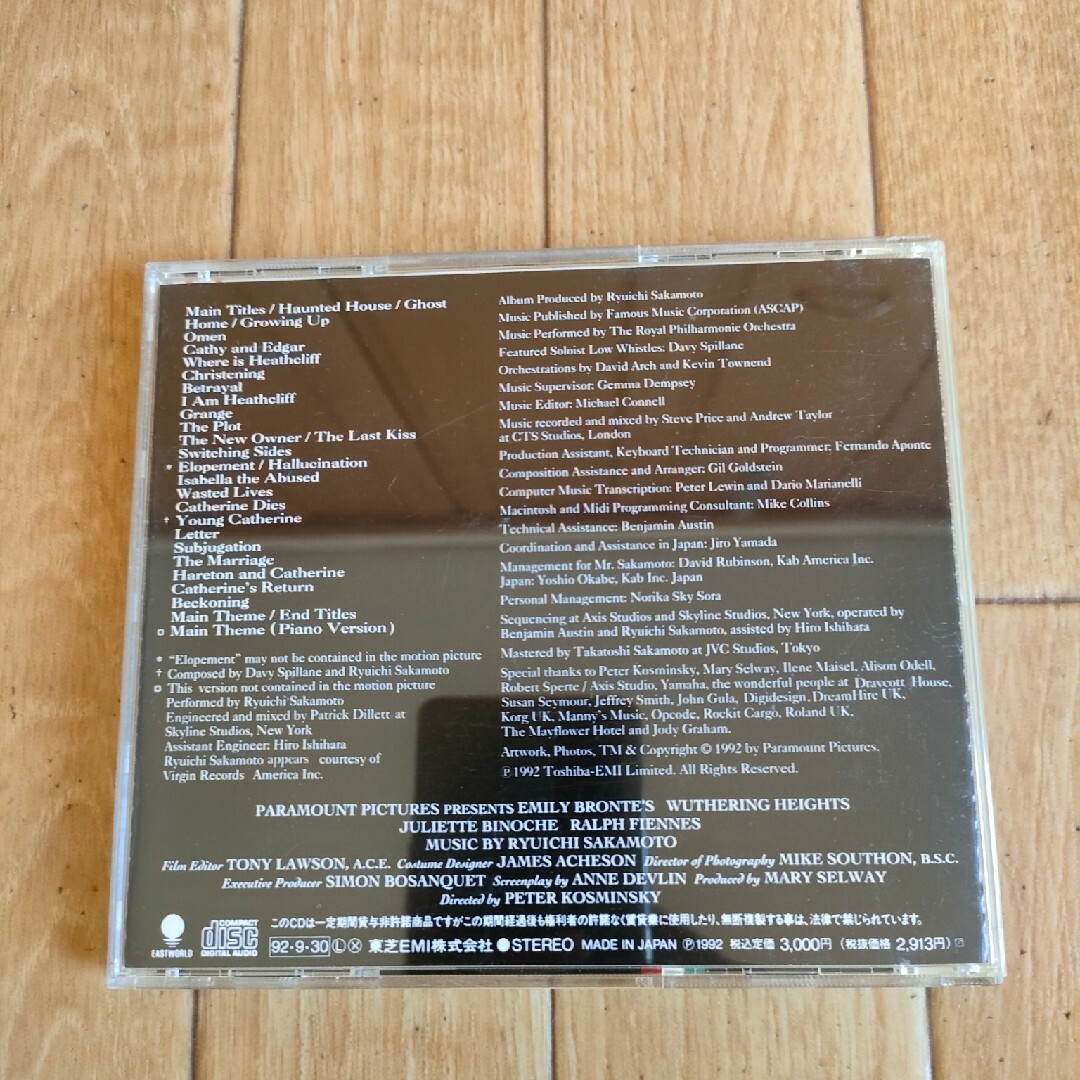 Main Titles / Haunted House / Ghost
Home / Growing Up
Omen
Cathy and Edgar
Where is Heathcliff
Christening
Betrayal
I Am Heathcliff
Grange
The Plot
The New Owner / The Last Kiss
Switching Sides
* Elopement / Hallucination
Isabella the Abused
Wasted Lives
Catherine Dies
† Young Catherine
Letter
Subjugation
The Marriage
Hareton and Catherine
Catherine's Return
Beckoning
Main Theme / End Titles
¤ Main Theme (Piano Version)
* "Elopement" may not be contained in the motion picture
† Composed by Davy Spillane and Ryuichi Sakamoto
¤ This version not contained in the motion picture
Performed by Ryuichi Sakamoto
Engineered and mixed by Patrick Dillett at
Skyline Studios, New York
Assistant Engineer: Hiro Ishihara
Ryuichi Sakamoto appears courtesy of
Virgin Records America Inc.
Album Produced by Ryuichi Sakamoto
Music Published by Famous Music Corporation (ASCAP)
Music Performed by The Royal Philharmonic Orchestra
Featured Soloist Low Whistles: Davy Spillane
Orchestrations by David Arch and Kevin Townend
Music Supervisor: Gemma Dempsey
Music Editor: Michael Connell
Music recorded and mixed by Steve Price and Andrew Taylor
at CTS Studios, London
Production Assistant, Keyboard Technician and Programmer: Fernando Aponte
Composition Assistance and Arranger: Gil Goldstein
Computer Music Transcription: Peter Lewin and Dario Marianelli
Macintosh and Midi Programming Consultant: Mike Collins
Technical Assistance: Benjamin Austin
Coordination and Assistance in Japan: Jiro Yamada
Management for Mr. Sakamoto: David Rubinson, Kab America Inc.
Japan: Yoshio Okabe, Kab Inc. Japan
Personal Management: Norika Sky Sora
Sequencing at Axis Studios and Skyline Studios, New York, operated by
Benjamin Austin and Ryuichi Sakamoto, assisted by Hiro Ishihara
Mastered by Takatoshi Sakamoto at JVC Studios, Tokyo
Special thanks to Peter Kosminsky, Mary Selway, Ilene Maisel, Alison Odell,
Robert Sperte / Axis Studio, Yamaha, the wonderful people at Draycott House,
Susan Seymour, Jeffrey Smith, John Gula, Digidesign, DreamHire UK,
Korg UK, Manny's Music, Opcode, Rockit Cargo, Roland UK,
The Mayflower Hotel and Jody Graham.
Artwork, Photos, TM & Copyright © 1992 by Paramount Pictures.
℗ 1992 Toshiba-EMI Limited. All Rights Reserved.
PARAMOUNT PICTURES PRESENTS EMILY BRONTE'S WUTHERING HEIGHTS
JULIETTE BINOCHE RALPH FIENNES
MUSIC BY RYUICHI SAKAMOTO
Film Editor TONY LAWSON, A.C.E. Costume Designer JAMES ACHESON Director of Photography MIKE SOUTHON, B.S.C.
Executive Producer SIMON BOSANQUET Screenplay by ANNE DEVLIN Produced by MARY SELWAY
Directed by PETER KOSMINSKY
EASTWORLD
COMPACT disc DIGITAL AUDIO
このCDは一定期間貸与非許諾商品ですがこの期間経過後も権利者の許諾なく賃貸業に使用したり、無断複製する事は、法律で禁じられています。
92・9・30 Ⓛ ⓧ 東芝EMI株式会社 ●STEREO MADE IN JAPAN ℗1992 税込定価 3,000円 (税抜価格 2,913円)